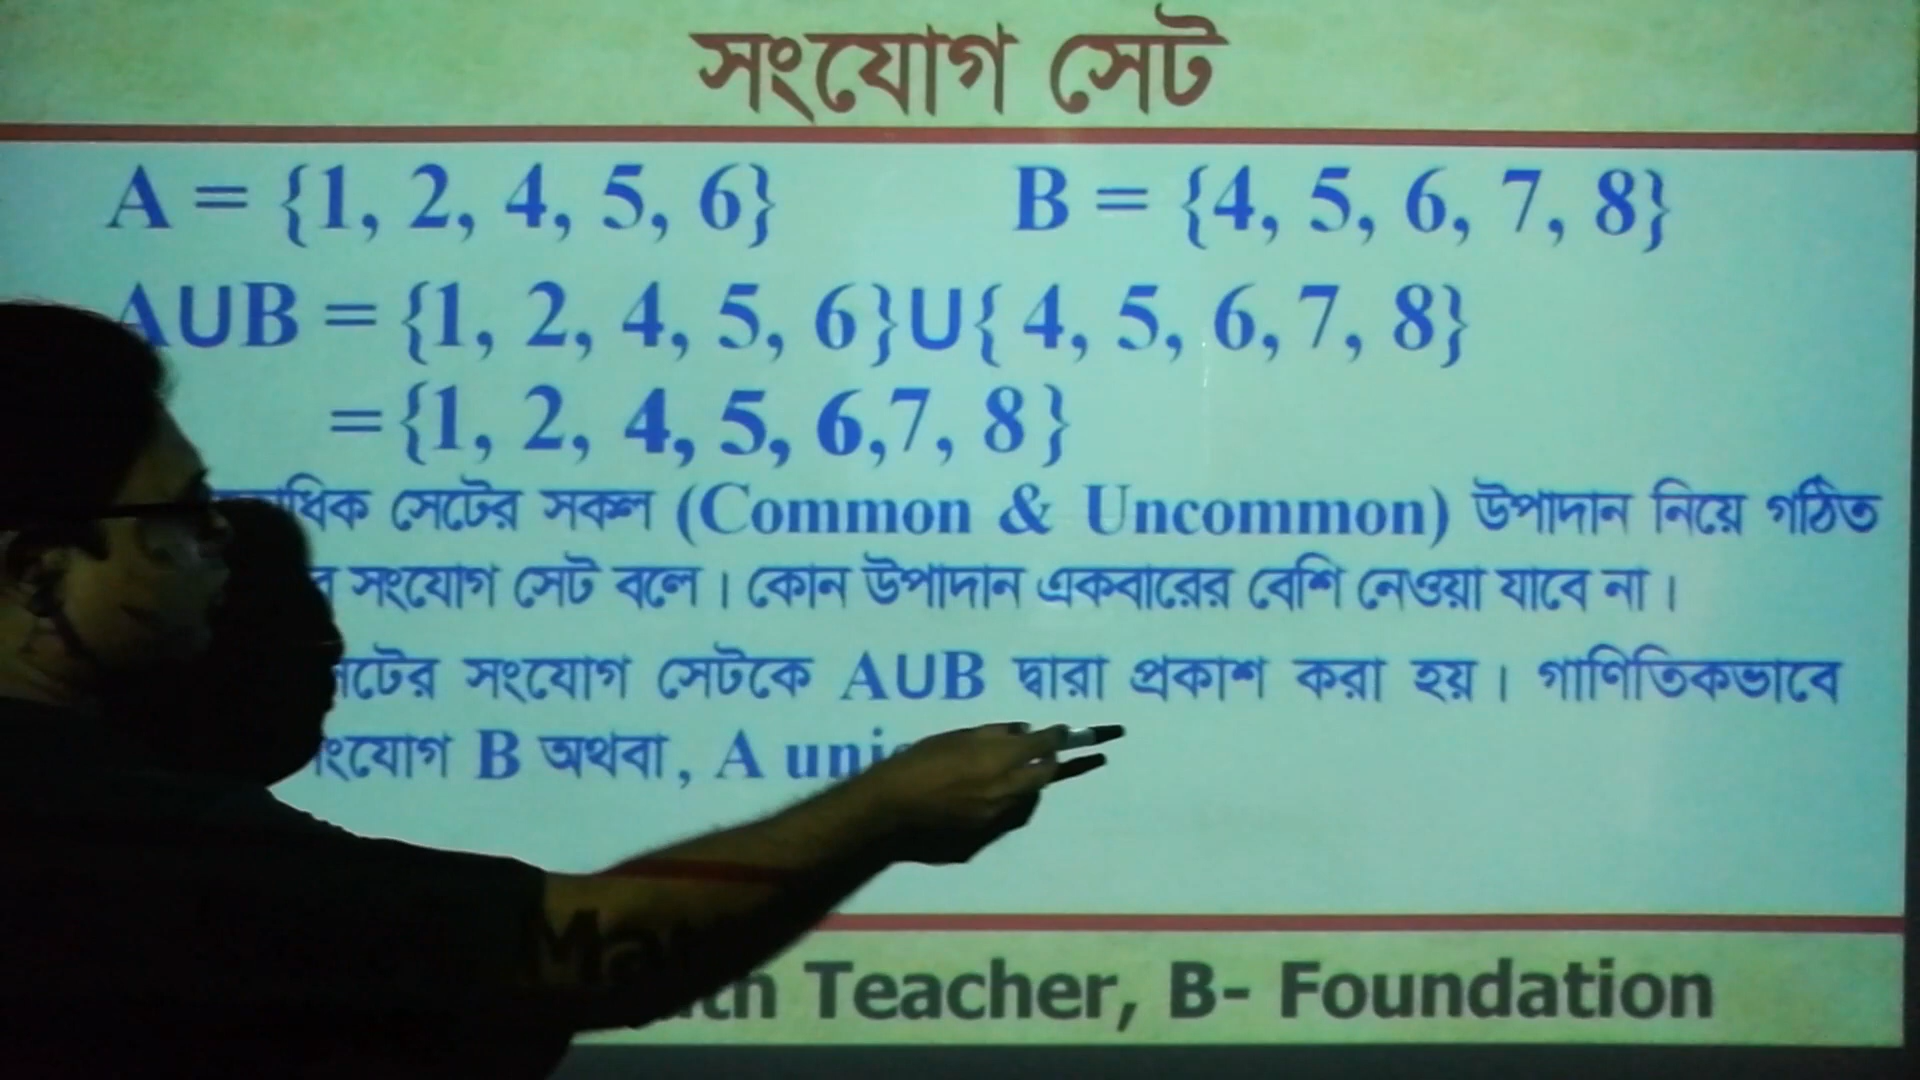 সংযোগ সেট
A = {1, 2, 4, 5, 6} B = {4, 5, 6, 7, 8}
AUB = {1, 2, 4, 5, 6}U{ 4, 5, 6, 7, 8}
={1, 2, 4, 5, 6,7, 8}
সেটের সকল (Common & Uncommon) উপাদান নিয়ে গঠিত
সংযোগ সেট বলে। কোন উপাদান একবারের বেশি নেওয়া যাবে না।
সংযোগ সেটকে AUB দ্বারা প্রকাশ করা হয়। গাণিতিকভাবে
B অথবা, A
Teacher, B- Foundation